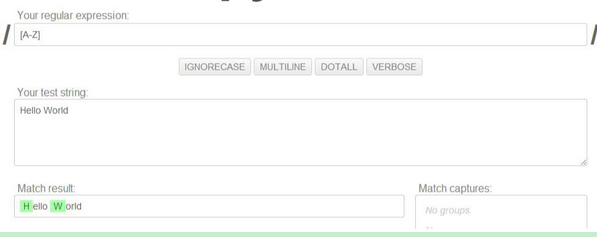 Your regular expression:
/ [A-Z] /
IGNORECASE MULTILINE DOTALL VERBOSE
Your test string:
Hello World
Match result: Match captures:
Hello World No groups.